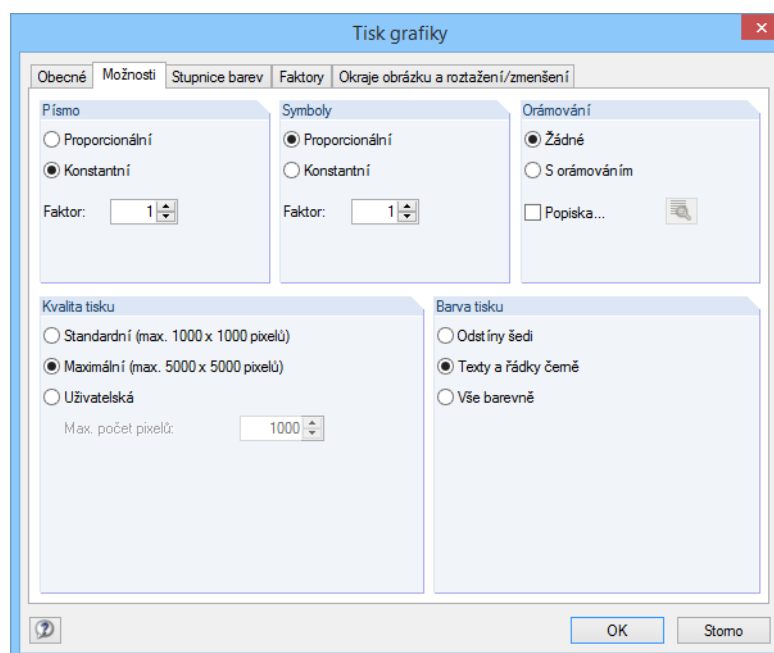 Tisk grafiky
Obecné Možnosti Stupnice barev Faktory Okraje obrázku a roztažení/zmenšení
Písmo
Proporcionální
Konstantní
Faktor: 1
Symboly
Proporcionální
Konstantní
Faktor: 1
Orámování
Žádné
S orámováním
Popiska...
Kvalita tisku
Standardní (max. 1000 x 1000 pixelů)
Maximální (max. 5000 x 5000 pixelů)
Uživatelská
Max. počet pixelů: 1000
Barva tisku
Odstíny šedi
Texty a řádky černě
Vše barevně
OK Storno